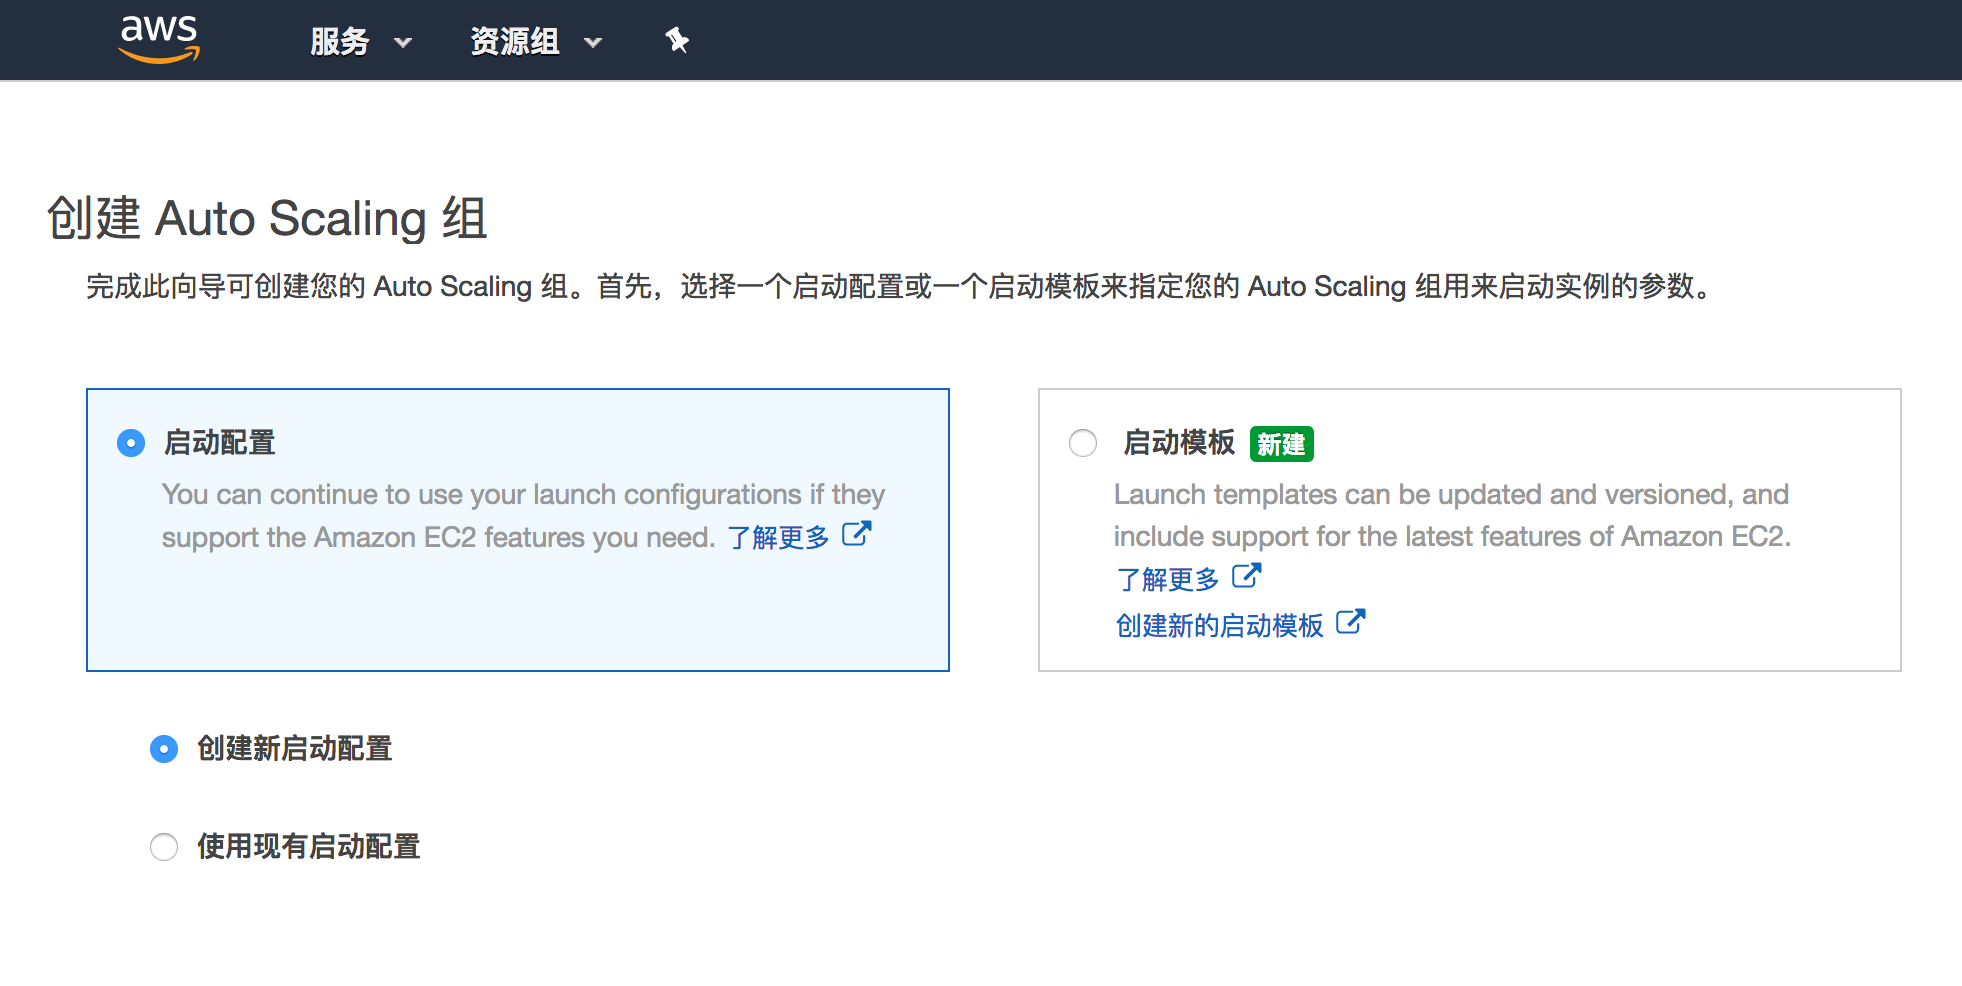 aws 服务 资源组
创建 Auto Scaling 组
完成此向导可创建您的 Auto Scaling 组。首先，选择一个启动配置或一个启动模板来指定您的 Auto Scaling 组用来启动实例的参数。
启动配置
You can continue to use your launch configurations if they
support the Amazon EC2 features you need. 了解更多
启动模板 新建
Launch templates can be updated and versioned, and
include support for the latest features of Amazon EC2.
了解更多
创建新的启动模板
创建新启动配置
使用现有启动配置